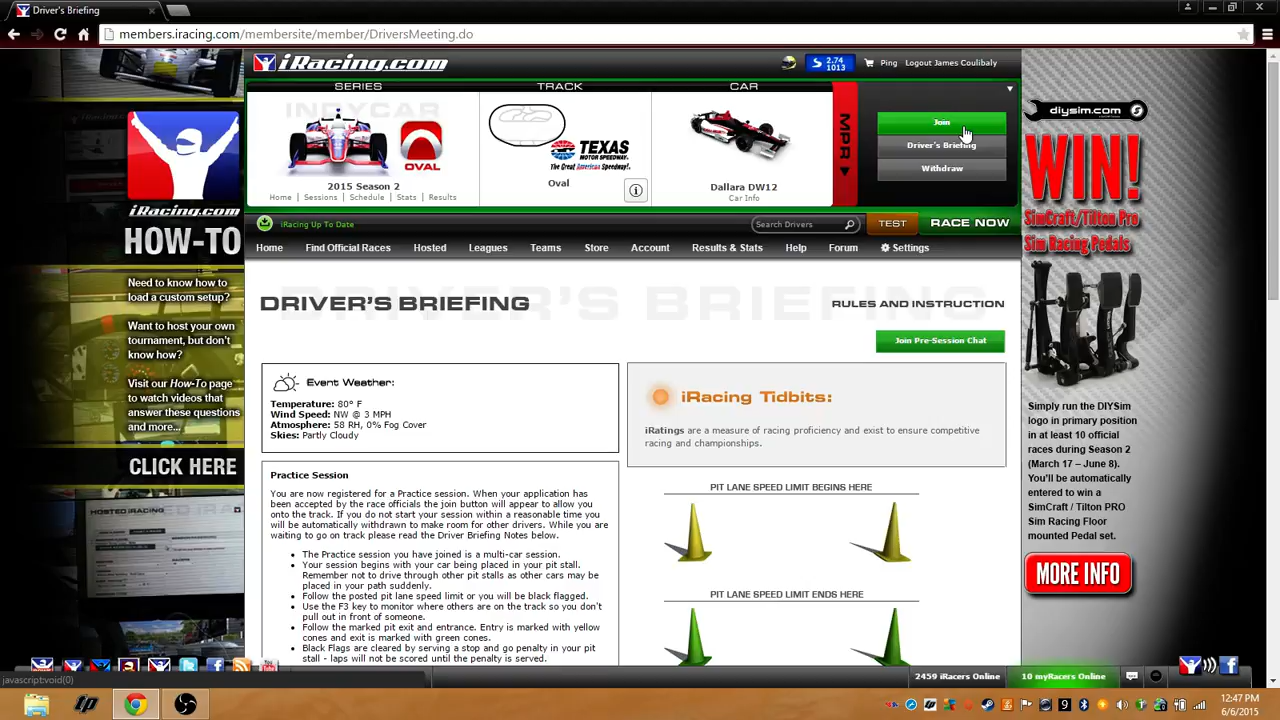 Driver's Briefing
members.iracing.com/membersite/member/DriversMeeting.do
iRacing.com
2.74
1013
Ping
Logout James Coulibaly
SERIES
TRACK
CAR
INDYCAR
OVAL
2015 Season 2
Home | Sessions | Schedule | Stats | Results
TEXAS
MOTOR SPEEDWAY
The Great American Speedway!
Oval
Dallara DW12
Car Info
MPR
Join
Driver's Briefing
Withdraw
iRacing Up To Date
Search Drivers
TEST
RACE NOW
Home
Find Official Races
Hosted
Leagues
Teams
Store
Account
Results & Stats
Help
Forum
Settings
iRacing.com
HOW-TO
Need to know how to
load a custom setup?
Want to host your own
tournament, but don't
know how?
Visit our How-To page
to watch videos that
answer these questions
and more...
CLICK HERE
HOSTED IRACING
DRIVER'S BRIEFING
RULES AND INSTRUCTION
Join Pre-Session Chat
Event Weather:
Temperature: 80° F
Wind Speed: NW @ 3 MPH
Atmosphere: 58 RH, 0% Fog Cover
Skies: Partly Cloudy
iRacing Tidbits:
iRatings are a measure of racing proficiency and exist to ensure competitive
racing and championships.
Practice Session
You are now registered for a Practice session. When your application has
been accepted by the race officials the join button will appear to allow you
onto the track. If you do not start your session within a reasonable time you
will be automatically withdrawn to make room for other drivers. While you are
waiting to go on track please read the Driver Briefing Notes below.
• The Practice session you have joined is a multi-car session.
• Your session begins with your car being placed in your pit stall.
Remember not to drive through other pit stalls as other cars may be
placed in your path suddenly.
• Follow the posted pit lane speed limit or you will be black flagged.
• Use the F3 key to monitor where others are on the track so you don't
pull out in front of someone.
• Follow the marked pit exit and entrance. Entry is marked with yellow
cones and exit is marked with green cones.
• Black Flags are cleared by serving a stop and go penalty in your pit
stall - laps will not be scored until the penalty is served.
PIT LANE SPEED LIMIT BEGINS HERE
PIT LANE SPEED LIMIT ENDS HERE
diysim.com
WIN!
SimCraft/Tilton Pro
Sim Racing Pedals
Simply run the DIYSim
logo in primary position
in at least 10 official
races during Season 2
(March 17 – June 8).
You'll be automatically
entered to win a
SimCraft / Tilton PRO
Sim Racing Floor
mounted Pedal set.
MORE INFO
javascript:void(0)
2459 iRacers Online
10 myRacers Online
12:47 PM
6/6/2015